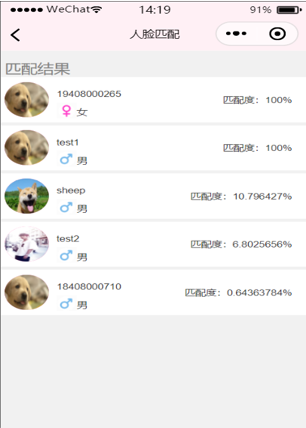 WeChat 14:19 91%
人脸匹配
匹配结果
19408000265
匹配度：100%
女
test1
匹配度：100%
男
sheep
匹配度：10.796427%
男
test2
匹配度：6.8025656%
男
18408000710
匹配度：0.64363784%
男